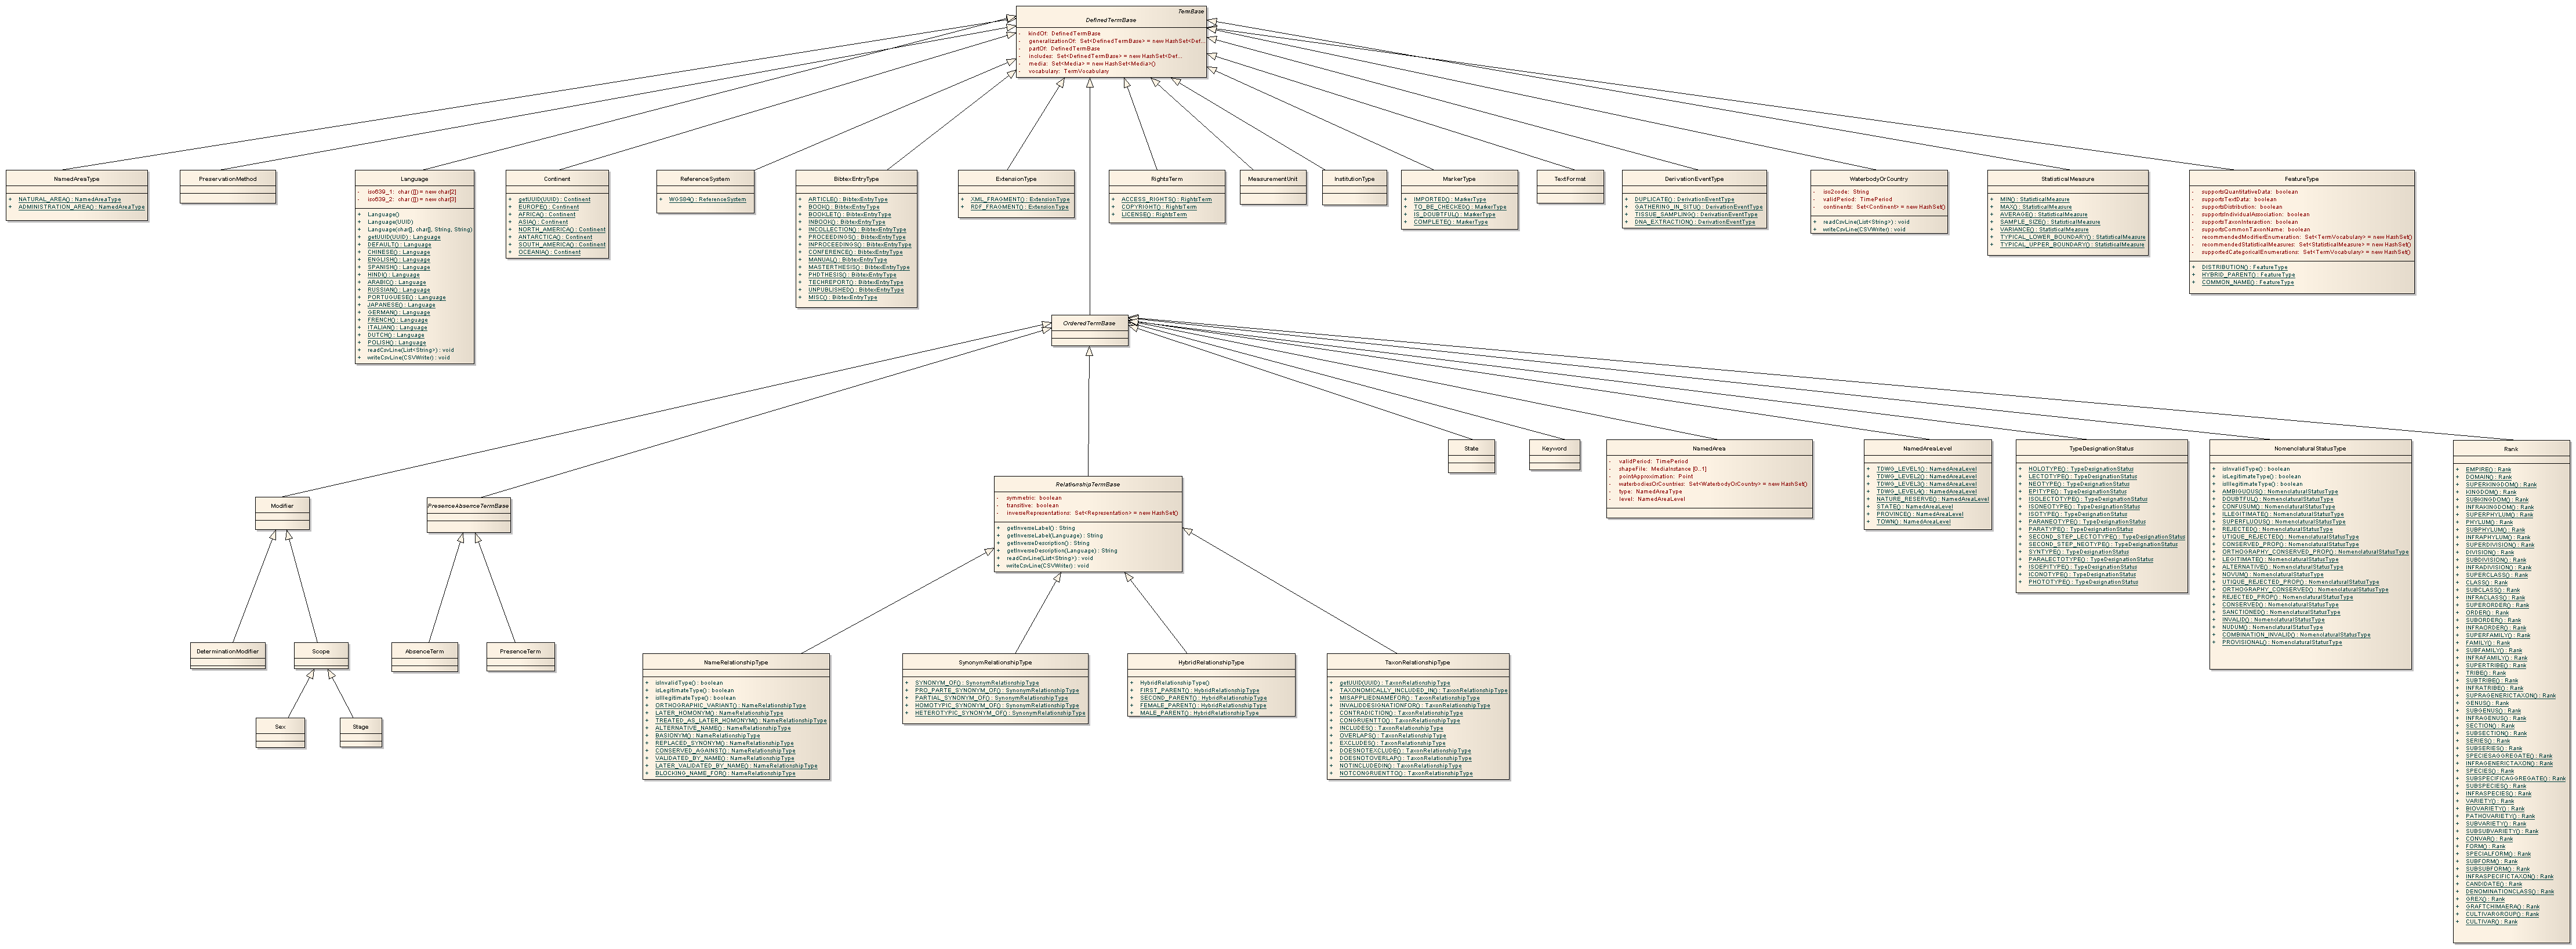 TermBase
DefinedTermBase
- kindOf: DefinedTermBase
- generalizationOf: Set<DefinedTermBase> = new HashSet<Def...
- partOf: DefinedTermBase
- includes: Set<DefinedTermBase> = new HashSet<Def...
- media: Set<Media> = new HashSet<Media>()
- vocabulary: TermVocabulary
NamedAreaType
+ NATURAL_AREA() : NamedAreaType
+ ADMINISTRATION_AREA() : NamedAreaType
PreservationMethod
Language
- iso639_1: char ([]) = new char[2]
- iso639_2: char ([]) = new char[3]
+ Language()
+ Language(UUID)
+ Language(char[], char[], String, String)
+ getUUID(UUID) : Language
+ DEFAULT() : Language
+ CHINESE() : Language
+ ENGLISH() : Language
+ SPANISH() : Language
+ HINDI() : Language
+ ARABIC() : Language
+ RUSSIAN() : Language
+ PORTUGUESE() : Language
+ JAPANESE() : Language
+ GERMAN() : Language
+ FRENCH() : Language
+ ITALIAN() : Language
+ DUTCH() : Language
+ POLISH() : Language
+ readCsvLine(List<String>) : void
+ writeCsvLine(CSVWriter) : void
Continent
+ getUUID(UUID) : Continent
+ EUROPE() : Continent
+ AFRICA() : Continent
+ ASIA() : Continent
+ NORTH_AMERICA() : Continent
+ ANTARCTICA() : Continent
+ SOUTH_AMERICA() : Continent
+ OCEANIA() : Continent
ReferenceSystem
+ WGS84() : ReferenceSystem
BibtexEntryType
+ ARTICLE() : BibtexEntryType
+ BOOK() : BibtexEntryType
+ BOOKLET() : BibtexEntryType
+ INBOOK() : BibtexEntryType
+ INCOLLECTION() : BibtexEntryType
+ PROCEEDINGS() : BibtexEntryType
+ INPROCEEDINGS() : BibtexEntryType
+ CONFERENCE() : BibtexEntryType
+ MANUAL() : BibtexEntryType
+ MASTERTHESIS() : BibtexEntryType
+ PHDTHESIS() : BibtexEntryType
+ TECHREPORT() : BibtexEntryType
+ UNPUBLISHED() : BibtexEntryType
+ MISC() : BibtexEntryType
ExtensionType
+ XML_FRAGMENT() : ExtensionType
+ RDF_FRAGMENT() : ExtensionType
RightsTerm
+ ACCESS_RIGHTS() : RightsTerm
+ COPYRIGHT() : RightsTerm
+ LICENSE() : RightsTerm
MeasurementUnit
InstitutionType
MarkerType
+ IMPORTED() : MarkerType
+ TO_BE_CHECKED() : MarkerType
+ IS_DOUBTFUL() : MarkerType
+ COMPLETE() : MarkerType
TextFormat
DerivationEventType
+ DUPLICATE() : DerivationEventType
+ GATHERING_IN_SITU() : DerivationEventType
+ TISSUE_SAMPLING() : DerivationEventType
+ DNA_EXTRACTION() : DerivationEventType
WaterbodyOrCountry
- iso2code: String
- validPeriod: TimePeriod
- continents: Set<Continent> = new HashSet()
+ readCsvLine(List<String>) : void
+ writeCsvLine(CSVWriter) : void
StatisticalMeasure
+ MIN() : StatisticalMeasure
+ MAX() : StatisticalMeasure
+ AVERAGE() : StatisticalMeasure
+ SAMPLE_SIZE() : StatisticalMeasure
+ VARIANCE() : StatisticalMeasure
+ TYPICAL_LOWER_BOUNDARY() : StatisticalMeasure
+ TYPICAL_UPPER_BOUNDARY() : StatisticalMeasure
FeatureType
- supportsQuantitativeData: boolean
- supportsTextData: boolean
- supportsDistribution: boolean
- supportsIndividualAssociation: boolean
- supportsTaxonInteraction: boolean
- supportsCommonTaxonName: boolean
- recommendedModifierEnumeration: Set<TermVocabulary> = new HashSet()
- recommendedStatisticalMeasures: Set<StatisticalMeasure> = new HashSet()
- supportedCategoricalEnumerations: Set<TermVocabulary> = new HashSet()
+ DISTRIBUTION() : FeatureType
+ HYBRID_PARENT() : FeatureType
+ COMMON_NAME() : FeatureType
OrderedTermBase
State
Keyword
NamedArea
- validPeriod: TimePeriod
- shapeFile: MediaInstance [0..1]
- pointApproximation: Point
- waterbodiesOrCountries: Set<WaterbodyOrCountry> = new HashSet()
- type: NamedAreaType
- level: NamedAreaLevel
NamedAreaLevel
+ TDWG_LEVEL1() : NamedAreaLevel
+ TDWG_LEVEL2() : NamedAreaLevel
+ TDWG_LEVEL3() : NamedAreaLevel
+ TDWG_LEVEL4() : NamedAreaLevel
+ NATURE_RESERVE() : NamedAreaLevel
+ STATE() : NamedAreaLevel
+ PROVINCE() : NamedAreaLevel
+ TOWN() : NamedAreaLevel
TypeDesignationStatus
+ HOLOTYPE() : TypeDesignationStatus
+ LECTOTYPE() : TypeDesignationStatus
+ NEOTYPE() : TypeDesignationStatus
+ EPITYPE() : TypeDesignationStatus
+ ISOLECTOTYPE() : TypeDesignationStatus
+ ISONEOTYPE() : TypeDesignationStatus
+ ISOTYPE() : TypeDesignationStatus
+ PARANEOTYPE() : TypeDesignationStatus
+ PARATYPE() : TypeDesignationStatus
+ SECOND_STEP_LECTOTYPE() : TypeDesignationStatus
+ SECOND_STEP_NEOTYPE() : TypeDesignationStatus
+ SYNTYPE() : TypeDesignationStatus
+ PARALECTOTYPE() : TypeDesignationStatus
+ ISOEPITYPE() : TypeDesignationStatus
+ ICONOTYPE() : TypeDesignationStatus
+ PHOTOTYPE() : TypeDesignationStatus
NomenclaturalStatusType
+ isInvalidType() : boolean
+ isLegitimateType() : boolean
+ isIllegitimateType() : boolean
+ AMBIGUOUS() : NomenclaturalStatusType
+ DOUBTFUL() : NomenclaturalStatusType
+ CONFUSUM() : NomenclaturalStatusType
+ ILLEGITIMATE() : NomenclaturalStatusType
+ SUPERFLUOUS() : NomenclaturalStatusType
+ REJECTED() : NomenclaturalStatusType
+ UTIQUE_REJECTED() : NomenclaturalStatusType
+ CONSERVED_PROP() : NomenclaturalStatusType
+ ORTHOGRAPHY_CONSERVED_PROP() : NomenclaturalStatusType
+ LEGITIMATE() : NomenclaturalStatusType
+ ALTERNATIVE() : NomenclaturalStatusType
+ NOVUM() : NomenclaturalStatusType
+ UTIQUE_REJECTED_PROP() : NomenclaturalStatusType
+ ORTHOGRAPHY_CONSERVED() : NomenclaturalStatusType
+ REJECTED_PROP() : NomenclaturalStatusType
+ CONSERVED() : NomenclaturalStatusType
+ SANCTIONED() : NomenclaturalStatusType
+ INVALID() : NomenclaturalStatusType
+ NUDUM() : NomenclaturalStatusType
+ COMBINATION_INVALID() : NomenclaturalStatusType
+ PROVISIONAL() : NomenclaturalStatusType
Rank
+ EMPIRE() : Rank
+ DOMAIN() : Rank
+ SUPERKINGDOM() : Rank
+ KINGDOM() : Rank
+ SUBKINGDOM() : Rank
+ INFRAKINGDOM() : Rank
+ SUPERPHYLUM() : Rank
+ PHYLUM() : Rank
+ SUBPHYLUM() : Rank
+ INFRAPHYLUM() : Rank
+ SUPERDIVISION() : Rank
+ DIVISION() : Rank
+ SUBDIVISION() : Rank
+ INFRADIVISION() : Rank
+ SUPERCLASS() : Rank
+ CLASS() : Rank
+ SUBCLASS() : Rank
+ INFRACLASS() : Rank
+ SUPERORDER() : Rank
+ ORDER() : Rank
+ SUBORDER() : Rank
+ INFRAORDER() : Rank
+ SUPERFAMILY() : Rank
+ FAMILY() : Rank
+ SUBFAMILY() : Rank
+ INFRAFAMILY() : Rank
+ SUPERTRIBE() : Rank
+ TRIBE() : Rank
+ SUBTRIBE() : Rank
+ INFRATRIBE() : Rank
+ SUPRAGENERICTAXON() : Rank
+ GENUS() : Rank
+ SUBGENUS() : Rank
+ INFRAGENUS() : Rank
+ SECTION() : Rank
+ SUBSECTION() : Rank
+ SERIES() : Rank
+ SUBSERIES() : Rank
+ SPECIESAGGREGATE() : Rank
+ INFRAGENERICTAXON() : Rank
+ SPECIES() : Rank
+ SUBSPECIFICAGGREGATE() : Rank
+ SUBSPECIES() : Rank
+ INFRASPECIES() : Rank
+ VARIETY() : Rank
+ BIOVARIETY() : Rank
+ PATHOVARIETY() : Rank
+ SUBVARIETY() : Rank
+ SUBSUBVARIETY() : Rank
+ CONVAR() : Rank
+ FORM() : Rank
+ SPECIALFORM() : Rank
+ SUBFORM() : Rank
+ SUBSUBFORM() : Rank
+ INFRASPECIFICTAXON() : Rank
+ CANDIDATE() : Rank
+ DENOMINATIONCLASS() : Rank
+ GREX() : Rank
+ GRAFTCHIMAERA() : Rank
+ CULTIVARGROUP() : Rank
+ CULTIVAR() : Rank
Modifier
PresenceAbsenceTermBase
RelationshipTermBase
- symmetric: boolean
- transitive: boolean
- inverseRepresentations: Set<Representation> = new HashSet()
+ getInverseLabel() : String
+ getInverseLabel(Language) : String
+ getInverseDescription() : String
+ getInverseDescription(Language) : String
+ readCsvLine(List<String>) : void
+ writeCsvLine(CSVWriter) : void
DeterminationModifier
Scope
AbsenceTerm
PresenceTerm
Sex
Stage
NameRelationshipType
+ isInvalidType() : boolean
+ isLegitimateType() : boolean
+ isIllegitimateType() : boolean
+ ORTHOGRAPHIC_VARIANT() : NameRelationshipType
+ LATER_HOMONYM() : NameRelationshipType
+ TREATED_AS_LATER_HOMONYM() : NameRelationshipType
+ ALTERNATIVE_NAME() : NameRelationshipType
+ BASIONYM() : NameRelationshipType
+ REPLACED_SYNONYM() : NameRelationshipType
+ CONSERVED_AGAINST() : NameRelationshipType
+ VALIDATED_BY_NAME() : NameRelationshipType
+ LATER_VALIDATED_BY_NAME() : NameRelationshipType
+ BLOCKING_NAME_FOR() : NameRelationshipType
SynonymRelationshipType
+ SYNONYM_OF() : SynonymRelationshipType
+ PRO_PARTE_SYNONYM_OF() : SynonymRelationshipType
+ PARTIAL_SYNONYM_OF() : SynonymRelationshipType
+ HOMOTYPIC_SYNONYM_OF() : SynonymRelationshipType
+ HETEROTYPIC_SYNONYM_OF() : SynonymRelationshipType
HybridRelationshipType
+ HybridRelationshipType()
+ FIRST_PARENT() : HybridRelationshipType
+ SECOND_PARENT() : HybridRelationshipType
+ FEMALE_PARENT() : HybridRelationshipType
+ MALE_PARENT() : HybridRelationshipType
TaxonRelationshipType
+ getUUID(UUID) : TaxonRelationshipType
+ TAXONOMICALLY_INCLUDED_IN() : TaxonRelationshipType
+ MISAPPLIEDNAMEFOR() : TaxonRelationshipType
+ INVALIDDESIGNATIONFOR() : TaxonRelationshipType
+ CONTRADICTION() : TaxonRelationshipType
+ CONGRUENTTO() : TaxonRelationshipType
+ INCLUDES() : TaxonRelationshipType
+ OVERLAPS() : TaxonRelationshipType
+ EXCLUDES() : TaxonRelationshipType
+ DOESNOTEXCLUDE() : TaxonRelationshipType
+ DOESNOTOVERLAP() : TaxonRelationshipType
+ NOTINCLUDEDIN() : TaxonRelationshipType
+ NOTCONGRUENTTO() : TaxonRelationshipType